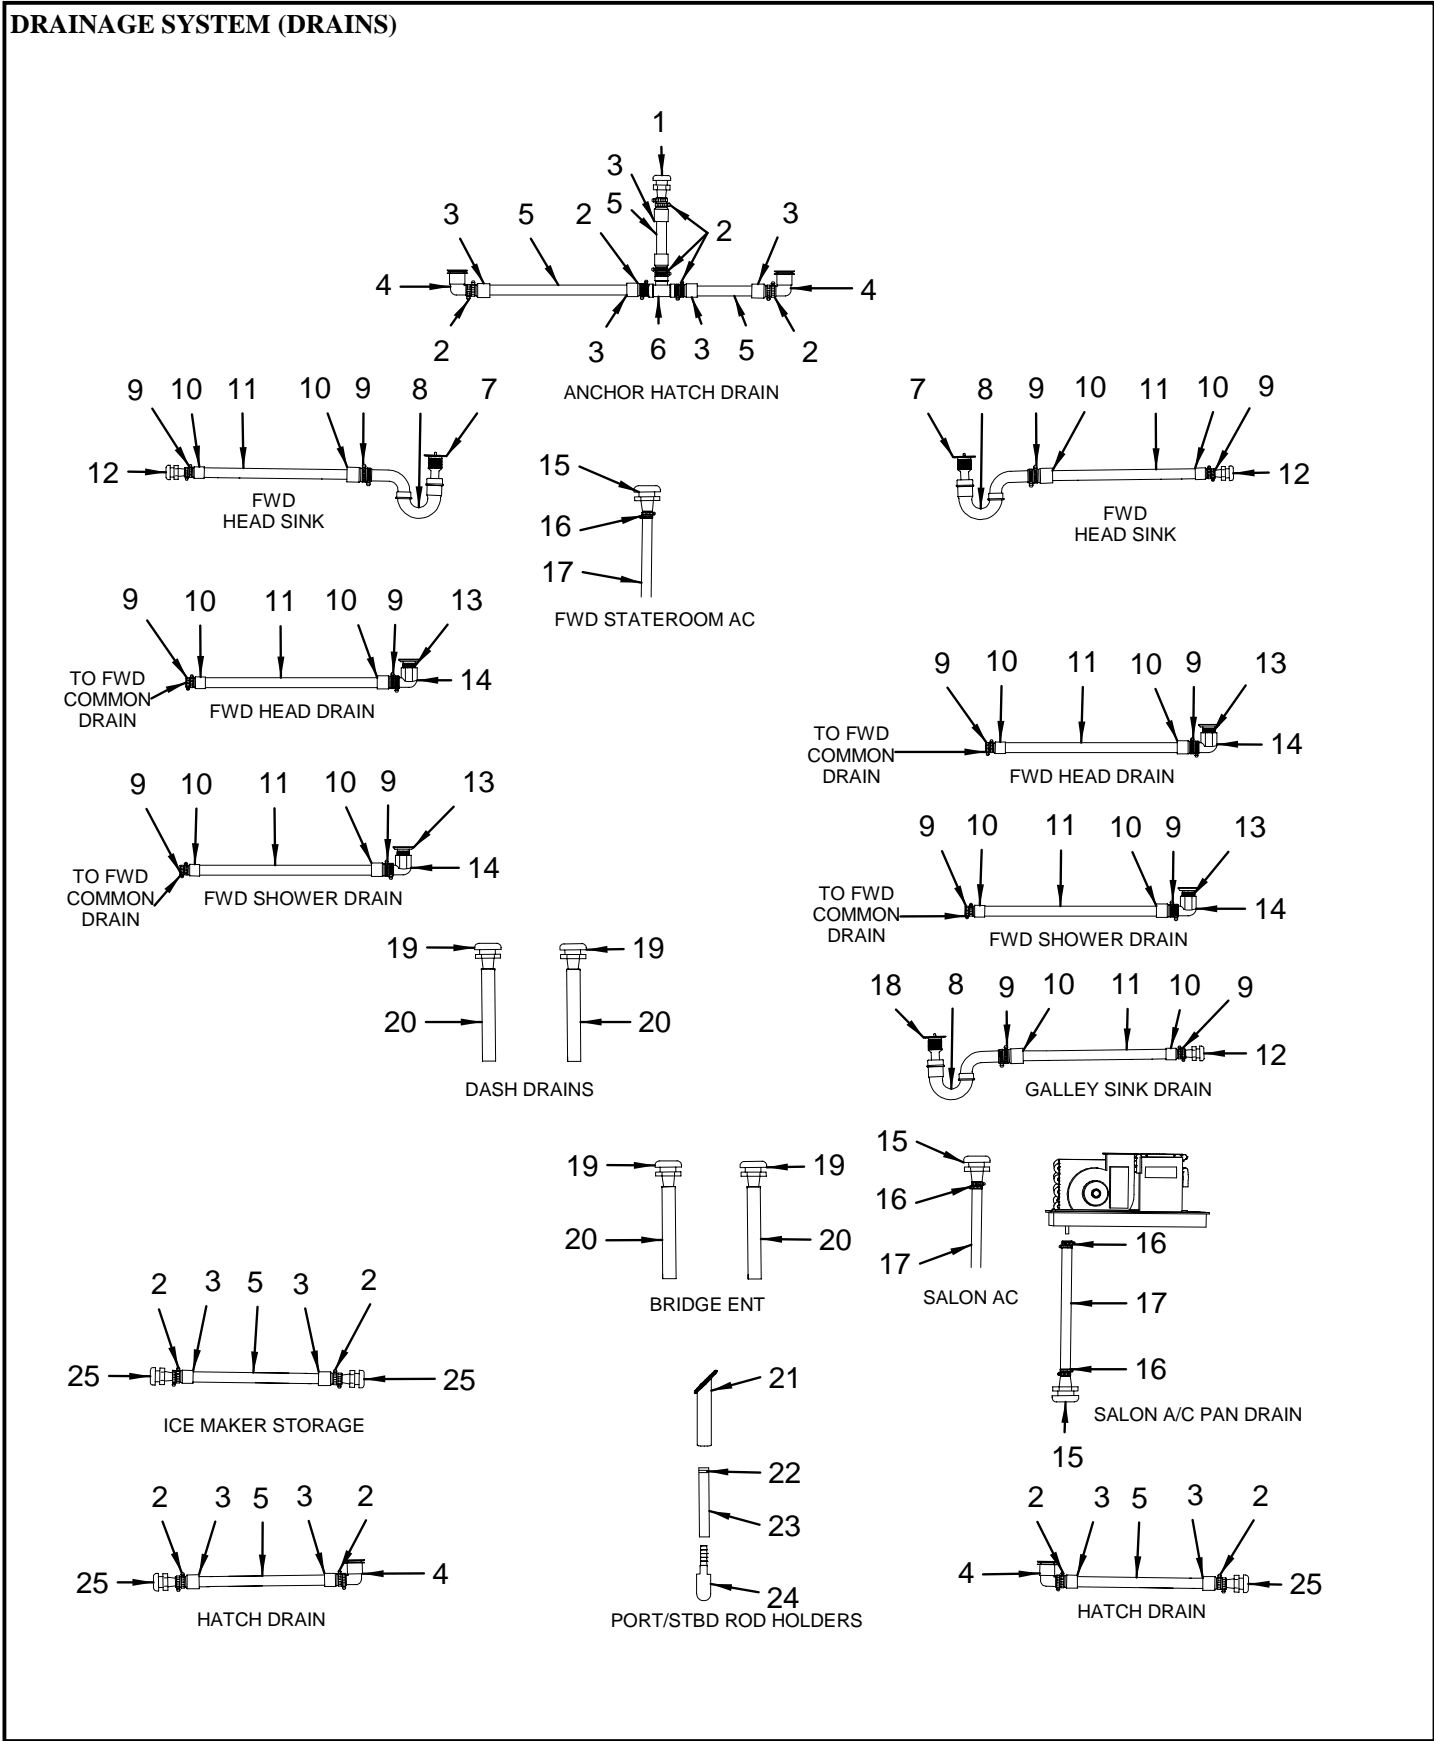 DRAINAGE SYSTEM (DRAINS)
1
3
5
3 5 2 2 3
4 4
2 3 6 3 5 2
ANCHOR HATCH DRAIN
9 10 11 10 9 8 7
12
FWD
HEAD SINK
7 8 9 10 11 10 9
12
FWD
HEAD SINK
15
16
17
FWD STATEROOM AC
9 10 11 10 9 13
14
TO FWD
COMMON
DRAIN
FWD HEAD DRAIN
9 10 11 10 9 13
14
TO FWD
COMMON
DRAIN
FWD HEAD DRAIN
9 10 11 10 9 13
14
TO FWD
COMMON
DRAIN
FWD SHOWER DRAIN
9 10 11 10 9 13
14
TO FWD
COMMON
DRAIN
FWD SHOWER DRAIN
19 19
20 20
DASH DRAINS
18 8 9 10 11 10 9
12
GALLEY SINK DRAIN
19 19
20 20
BRIDGE ENT
15
16
17
SALON AC
16
17
16
15
SALON A/C PAN DRAIN
2 3 5 3 2
25 25
ICE MAKER STORAGE
21
22
23
24
PORT/STBD ROD HOLDERS
2 3 5 3 2
25 4
HATCH DRAIN
2 3 5 3 2
4 25
HATCH DRAIN